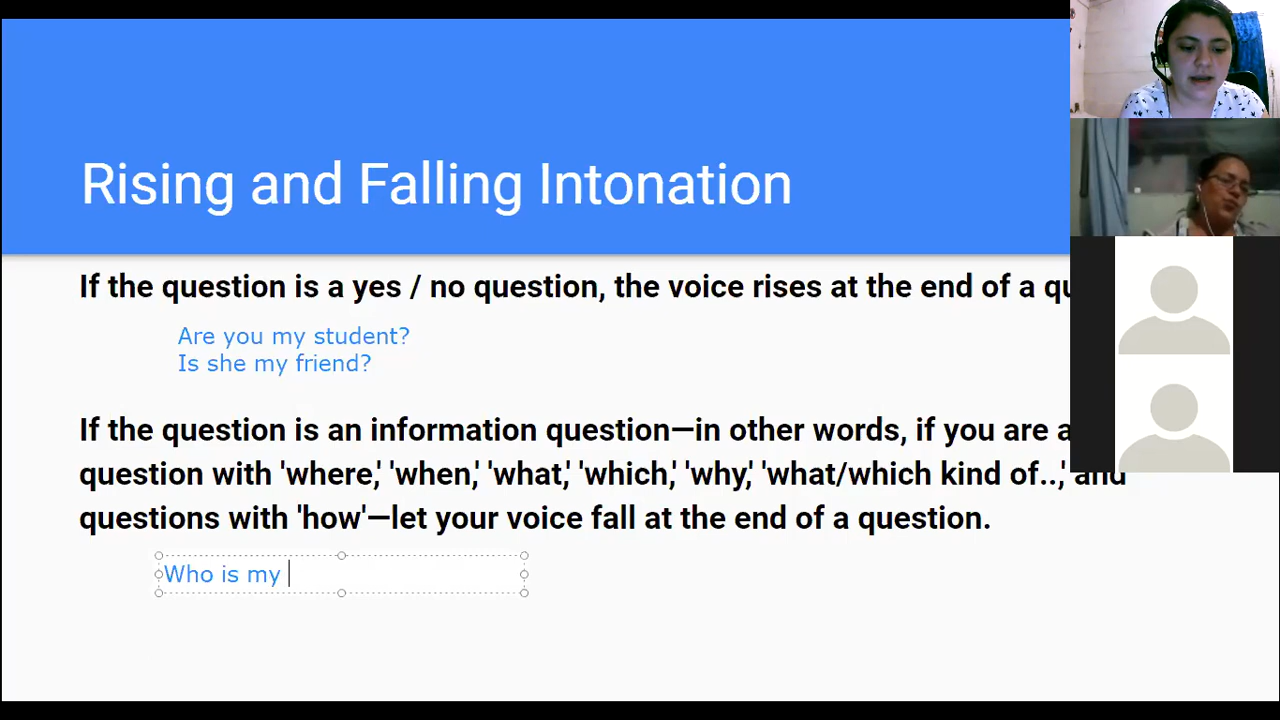 Rising and Falling Intonation
If the question is a yes / no question, the voice rises at the end of a
Are you my student?
Is she my friend?
If the question is an information question—in other words, if you are
question with 'where,' 'when,' 'what,' 'which,' 'why,' 'what/which kind of..,' and
questions with 'how'—let your voice fall at the end of a question.
Who is my